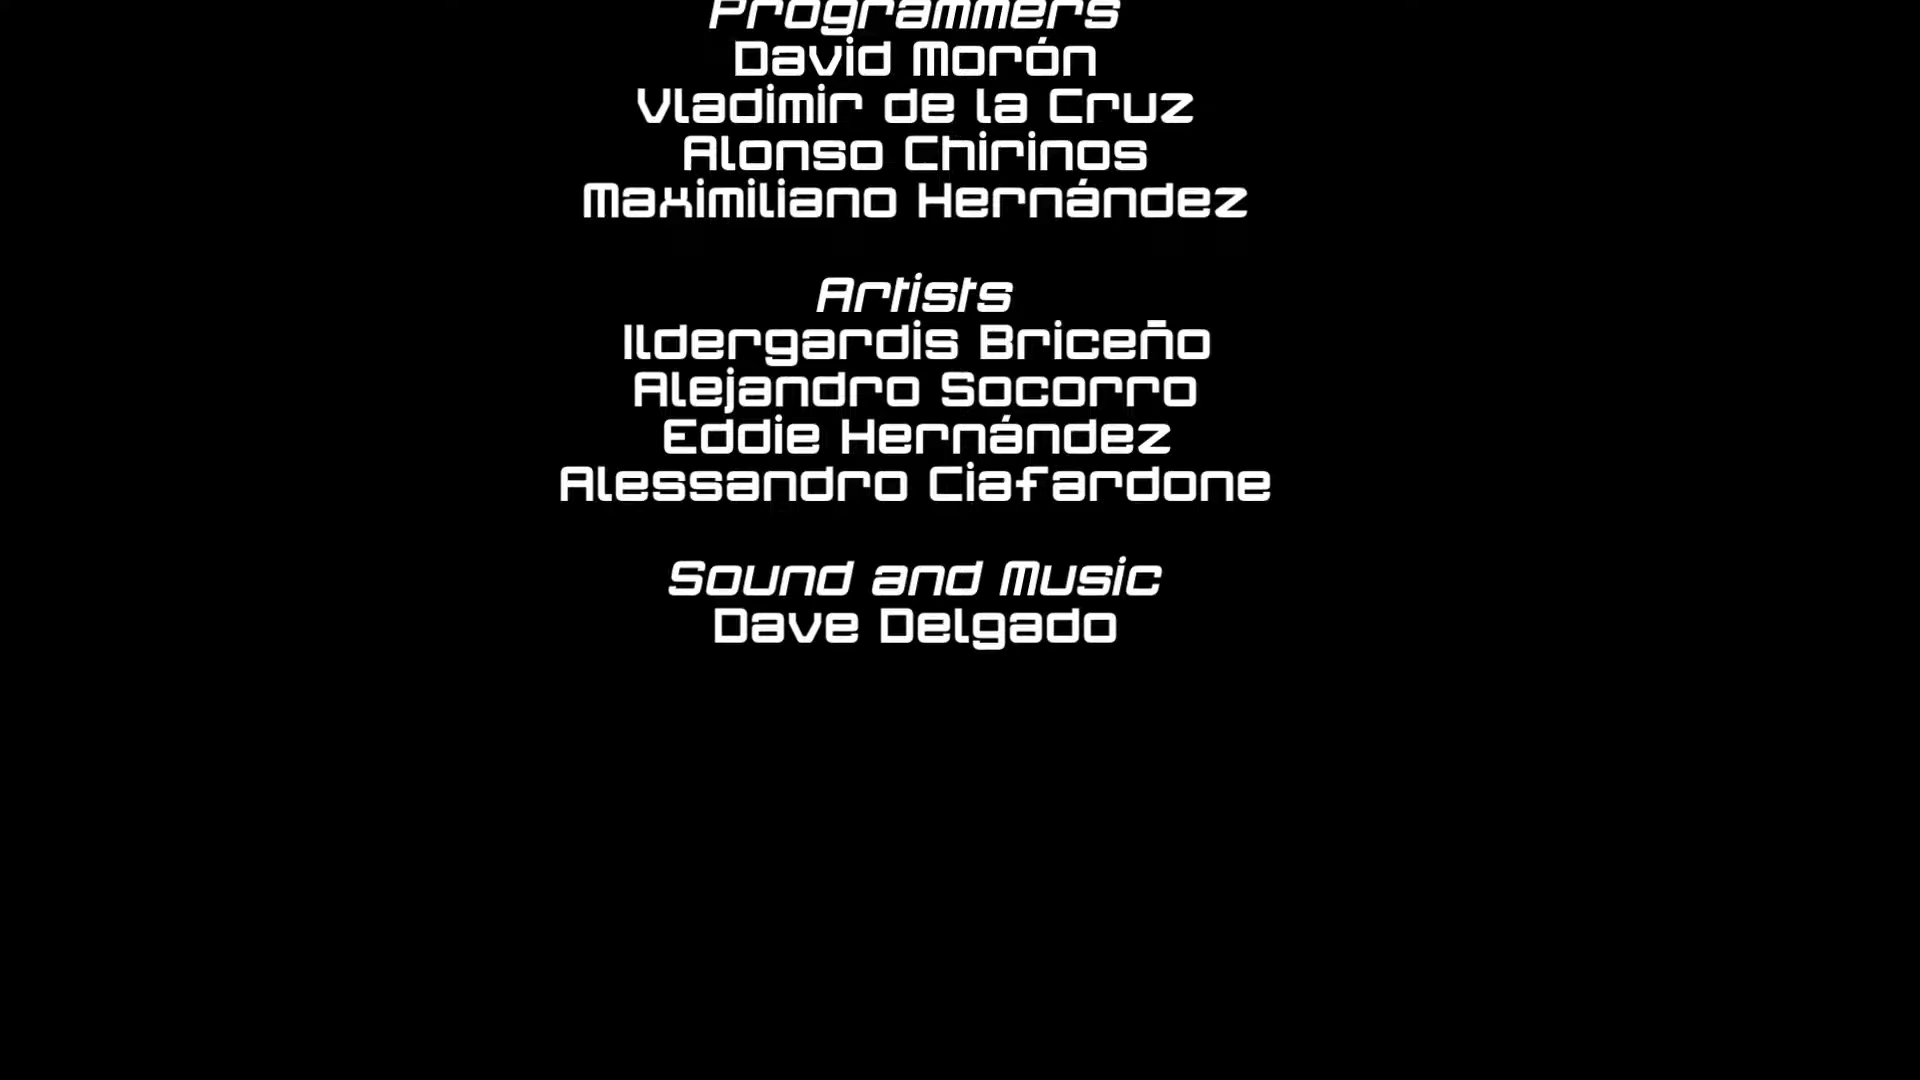 Programmers
David Morón
Vladimir de la Cruz
Alonso Chirinos
Maximiliano Hernández
Artists
Ildergardis Briceño
Alejandro Socorro
Eddie Hernández
Alessandro Ciafardone
Sound and Music
Dave Delgado